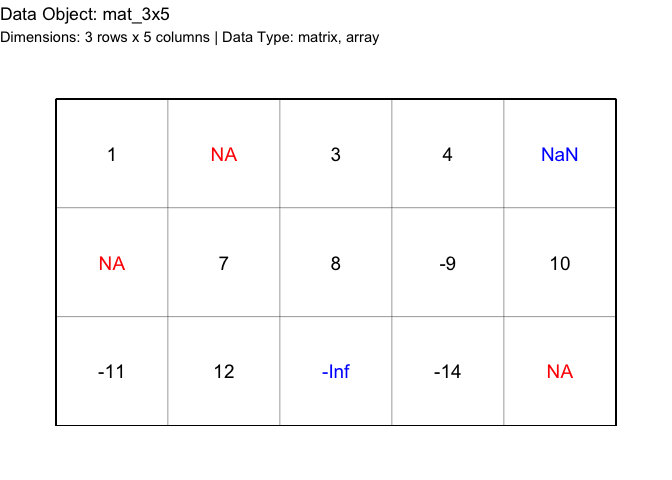 Data Object: mat_3x5
Dimensions: 3 rows x 5 columns | Data Type: matrix, array
1 NA 3 4 NaN
NA 7 8 -9 10
-11 12 -Inf -14 NA